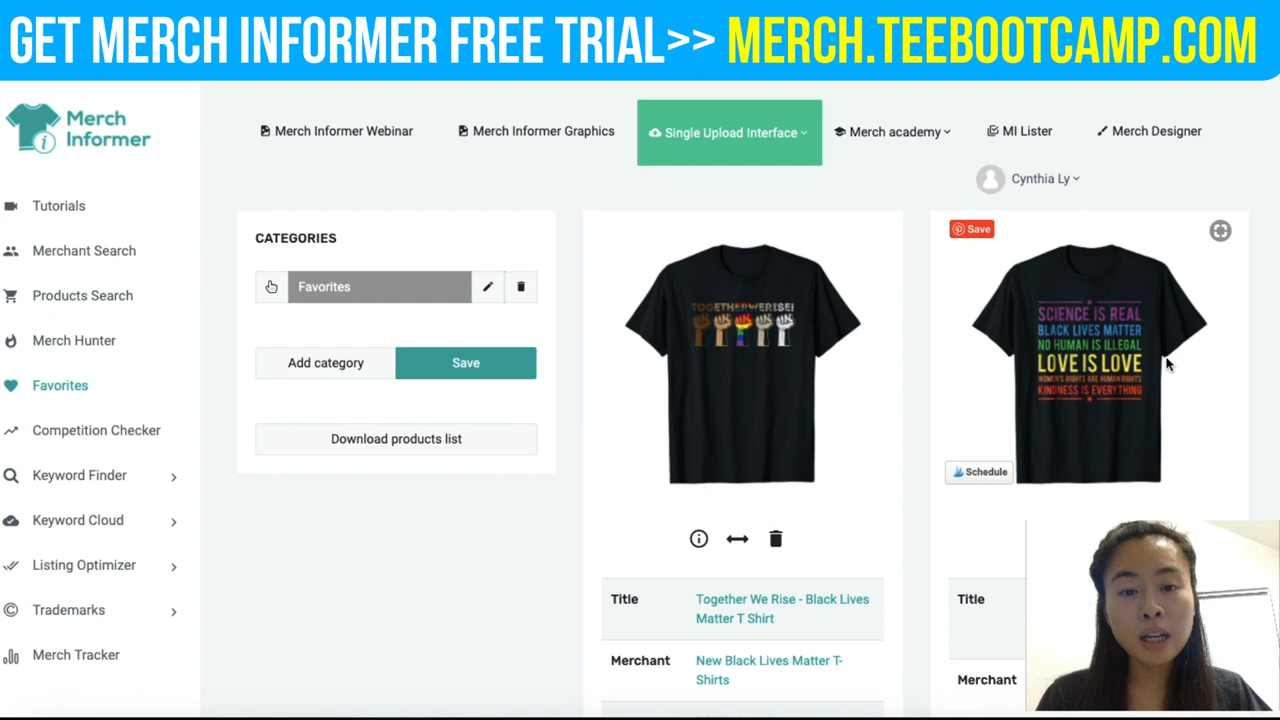 GET MERCH INFORMER FREE TRIAL>> MERCH.TEEBOOTCAMP.COM
Merch
Informer
i
Merch Informer Webinar
Merch Informer Graphics
Single Upload Interface
Merch academy
MI Lister
Merch Designer
Cynthia Ly
Tutorials
Merchant Search
Products Search
Merch Hunter
Favorites
Competition Checker
Keyword Finder
Keyword Cloud
Listing Optimizer
Trademarks
Merch Tracker
CATEGORIES
Favorites
Add category
Save
Download products list
TOGETHERWERISE!
Title
Together We Rise - Black Lives
Matter T Shirt
Merchant
New Black Lives Matter T-
Shirts
Save
SCIENCE IS REAL
BLACK LIVES MATTER
NO HUMAN IS ILLEGAL
LOVE IS LOVE
WOMEN'S RIGHTS ARE HUMAN RIGHTS
KINDNESS IS EVERYTHING
Schedule
Title
Merchant